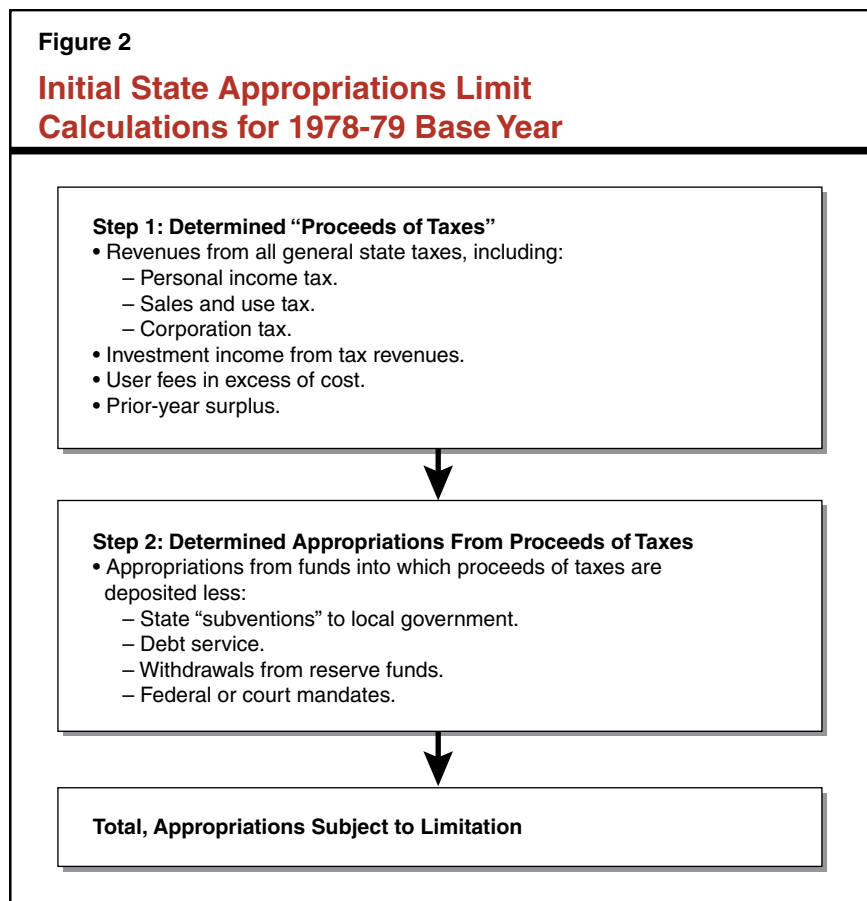 Figure 2
Initial State Appropriations Limit
Calculations for 1978-79 Base Year
Step 1: Determined “Proceeds of Taxes”
• Revenues from all general state taxes, including:
– Personal income tax.
– Sales and use tax.
– Corporation tax.
• Investment income from tax revenues.
• User fees in excess of cost.
• Prior-year surplus.
Step 2: Determined Appropriations From Proceeds of Taxes
• Appropriations from funds into which proceeds of taxes are
deposited less:
– State “subventions” to local government.
– Debt service.
– Withdrawals from reserve funds.
– Federal or court mandates.
Total, Appropriations Subject to Limitation